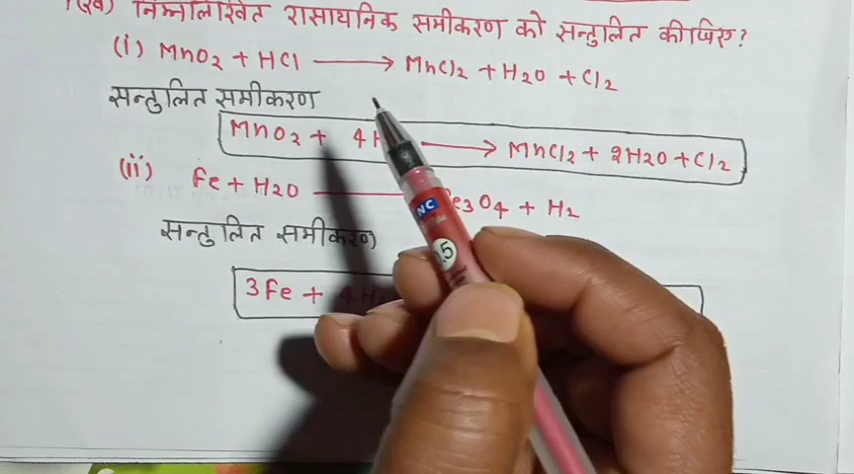 (ख) निम्नलिखित रासायनिक समीकरण को सन्तुलित कीजिए?
(i) MnO2 + HCl ⟶ MnCl2 + H2O + Cl2
सन्तुलित समीकरण
MnO2 + 4H ⟶ MnCl2 + 2H2O + Cl2
(ii) Fe + H2O ⟶ e3O4 + H2
सन्तुलित समीकरण
3Fe + 4H
NC
.5